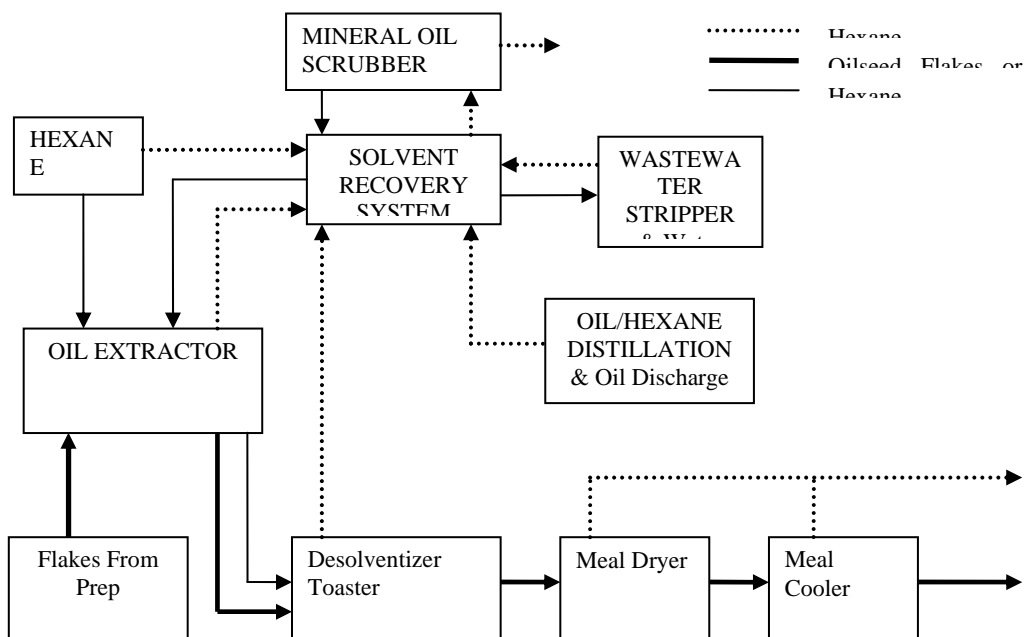 MINERAL OIL
SCRUBBER
Hexane
Oilseed Flakes or
Hexane
HEXAN
E
SOLVENT
RECOVERY
SYSTEM
WASTEWA
TER
STRIPPER
OIL/HEXANE
DISTILLATION
& Oil Discharge
OIL EXTRACTOR
Flakes From
Prep
Desolventizer
Toaster
Meal Dryer
Meal
Cooler